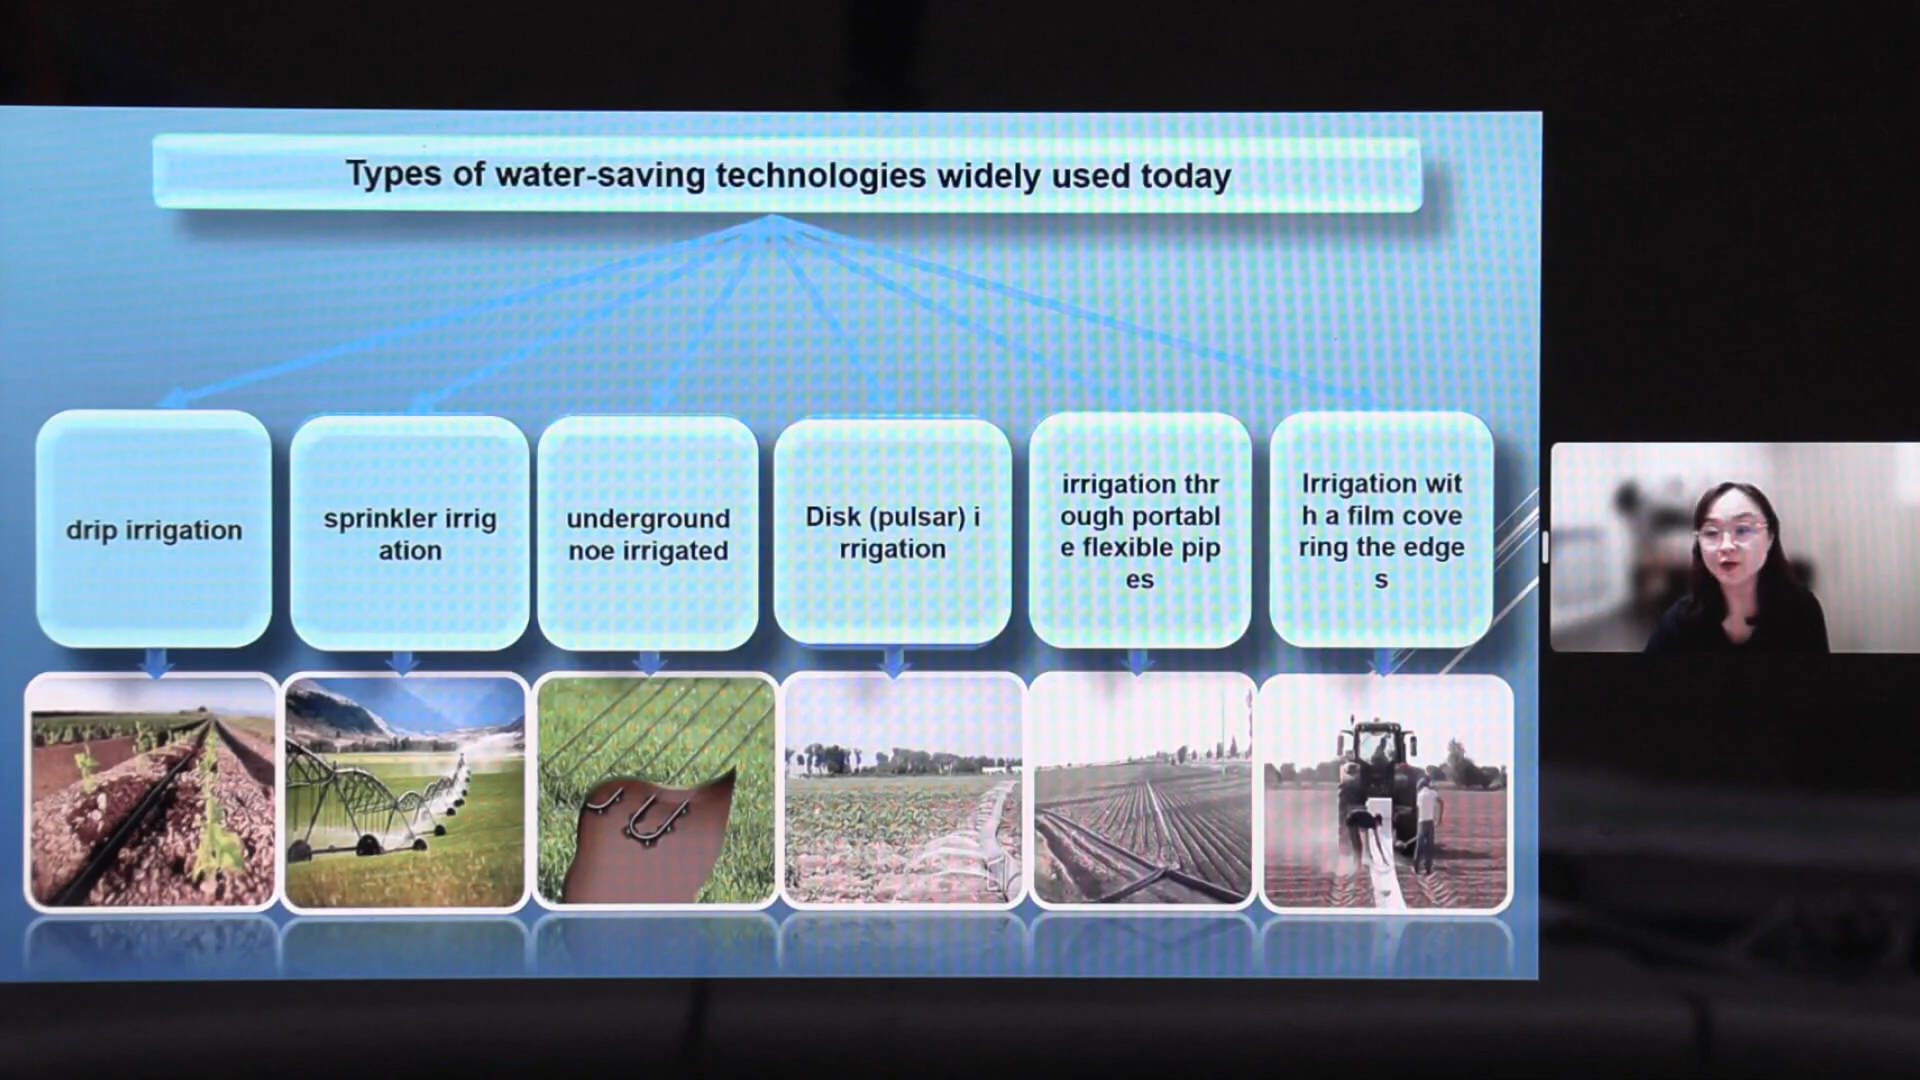 Types of water-saving technologies widely used today
drip irrigation
sprinkler irrig
ation
underground
noe irrigated
Disk (pulsar) i
rrigation
irrigation thr
ough portabl
e flexible pip
es
Irrigation wit
h a film cove
ring the edge
s